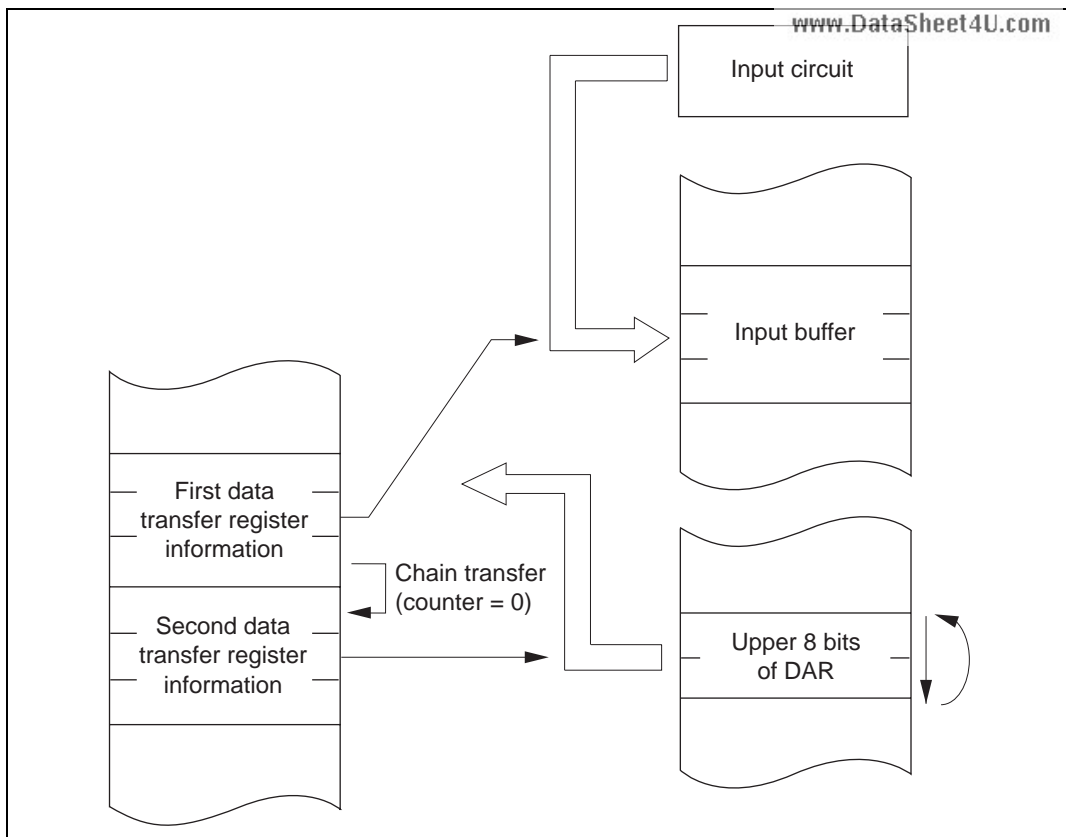 www.DataSheet4U.com
Input circuit
Input buffer
First data
transfer register
information
Chain transfer
(counter = 0)
Second data
transfer register
information
Upper 8 bits
of DAR